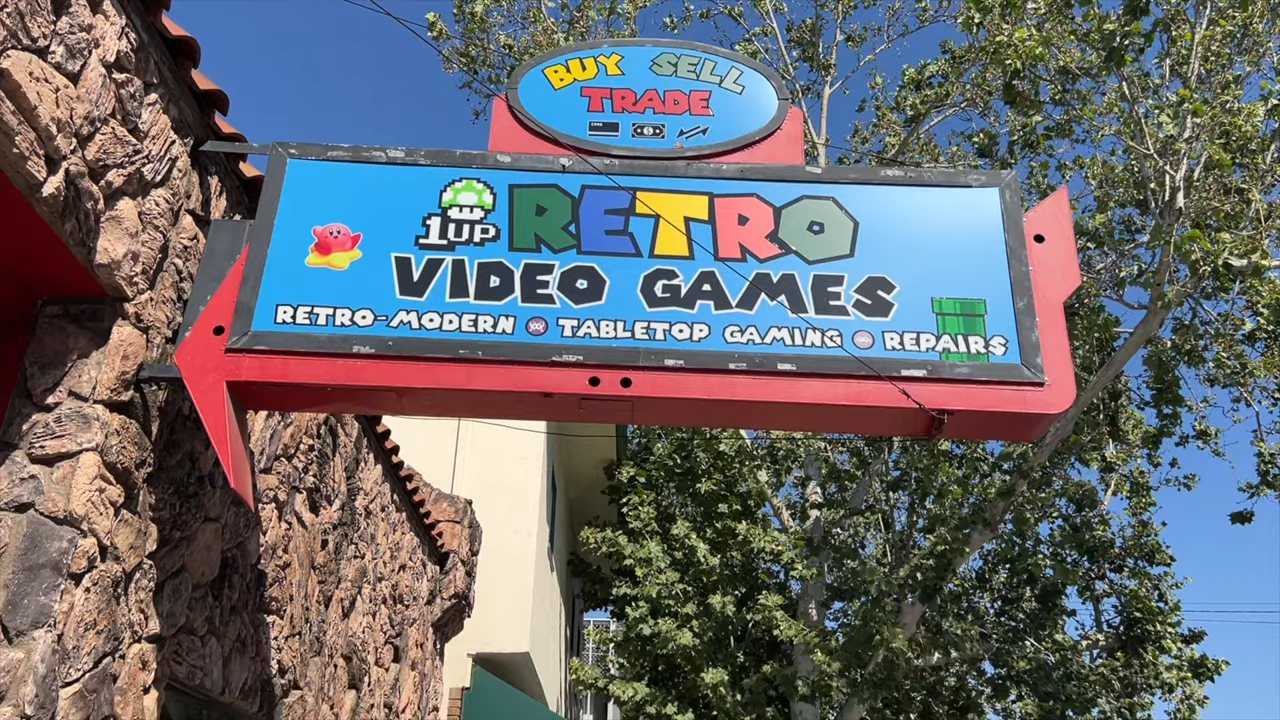 BUY SELL
TRADE
1UP RETRO
VIDEO GAMES
RETRO-MODERN TABLETOP GAMING REPAIRS